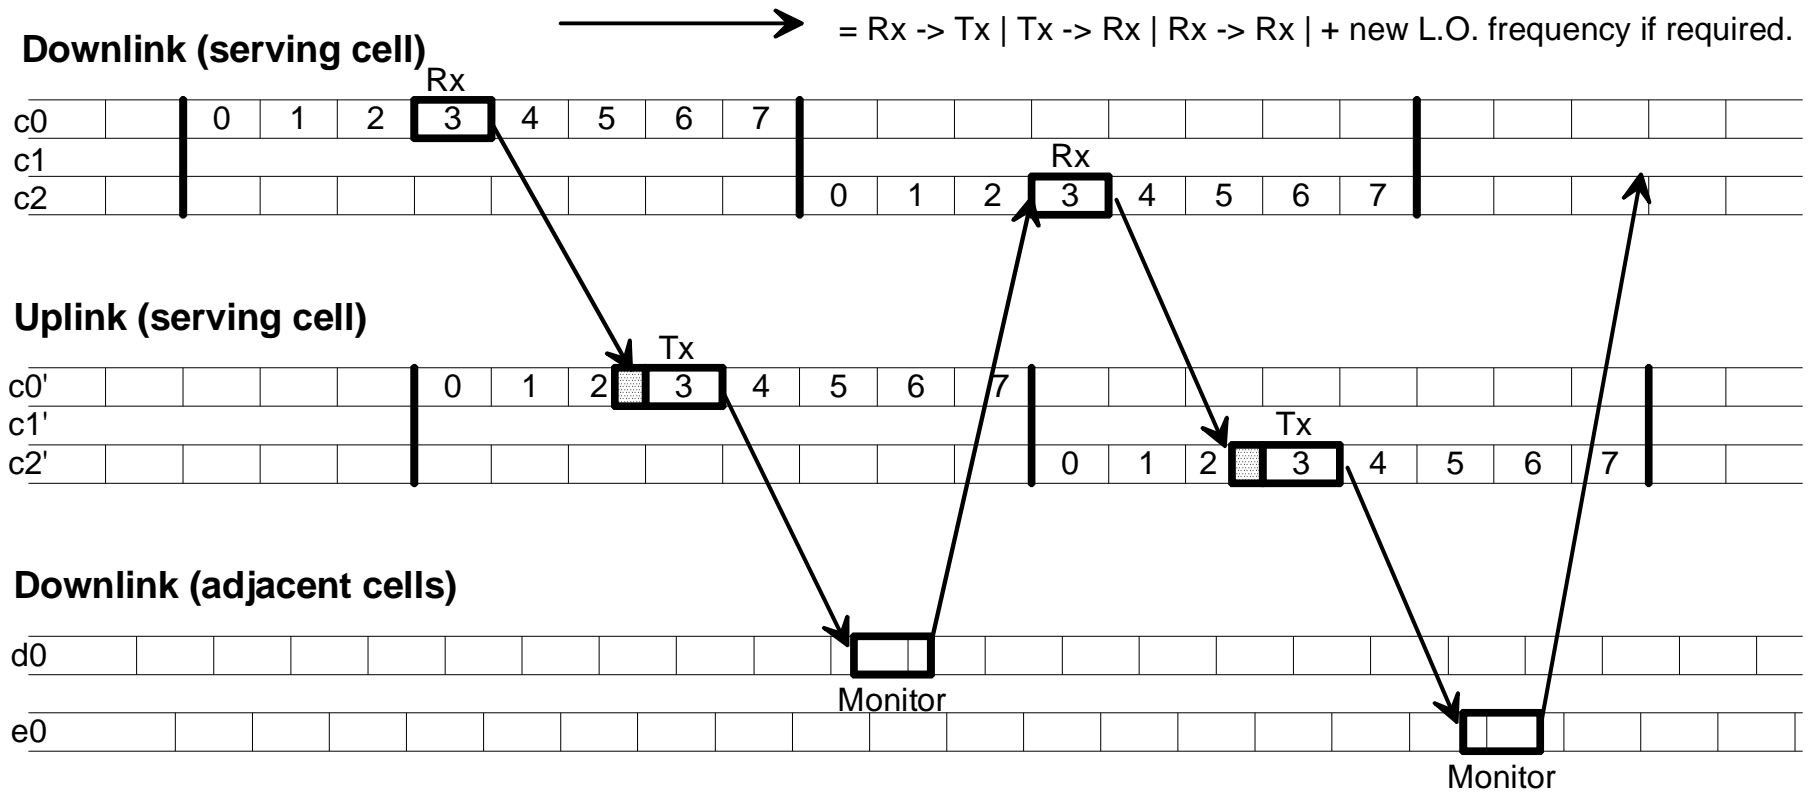 = Rx -> Tx | Tx -> Rx | Rx -> Rx | + new L.O. frequency if required.
Downlink (serving cell)
Rx
c0 0 1 2 3 4 5 6 7
c1 Rx
c2 0 1 2 3 4 5 6 7
Uplink (serving cell)
Tx
c0' 0 1 2 3 4 5 6 7
c1' Tx
c2' 0 1 2 3 4 5 6 7
Downlink (adjacent cells)
d0
Monitor
e0
Monitor